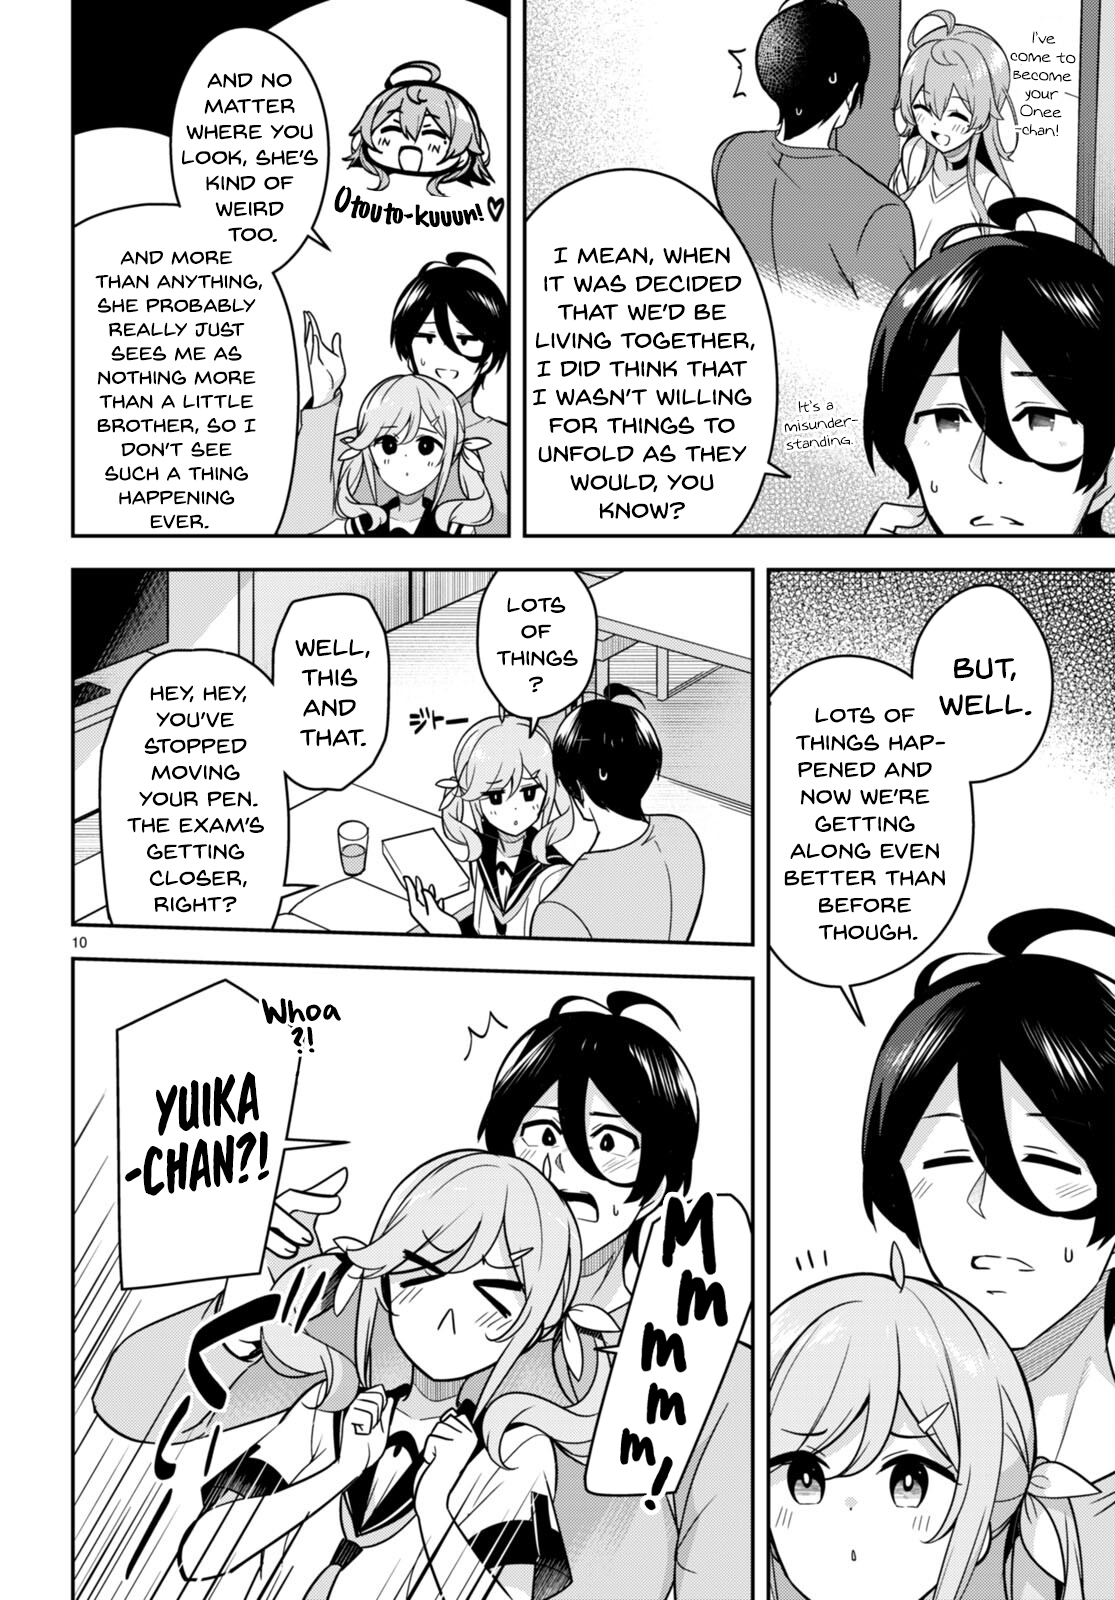 I've
come to
become
your
Onee
-chan!
I MEAN, WHEN
IT WAS DECIDED
THAT WE'D BE
LIVING TOGETHER,
I DID THINK THAT
I WASN'T WILLING
FOR THINGS TO
UNFOLD AS THEY
WOULD, YOU
KNOW?
It's a
misunder-
standing.
AND NO
MATTER
WHERE YOU
LOOK, SHE'S
KIND OF
WEIRD
TOO.
N N
Otouto-kuuun!♡
AND MORE
THAN ANYTHING,
SHE PROBABLY
REALLY JUST
SEES ME AS
NOTHING MORE
THAN A LITTLE
BROTHER, SO I
DON'T SEE
SUCH A THING
HAPPENING
EVER.
BUT,
WELL.
LOTS OF
THINGS HAP-
PENED AND
NOW WE'RE
GETTING
ALONG EVEN
BETTER THAN
BEFORE
THOUGH.
LOTS
OF
THINGS
?
ジトー
WELL,
THIS
AND
THAT.
HEY, HEY,
YOU'VE
STOPPED
MOVING
YOUR PEN.
THE EXAM'S
GETTING
CLOSER,
RIGHT?
10
Mmmmmm!
Whoa
?!
YUIKA
-CHAN?!